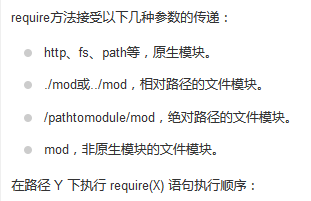 require方法接受以下几种参数的传递：
http、fs、path等，原生模块。
./mod或../mod，相对路径的文件模块。
/pathtomodule/mod，绝对路径的文件模块。
mod，非原生模块的文件模块。
在路径 Y 下执行 require(X) 语句执行顺序：